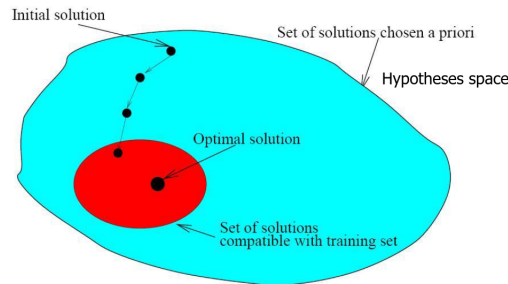 Initial solution
Set of solutions chosen a priori
Hypotheses space
Optimal solution
Set of solutions
compatible with training set